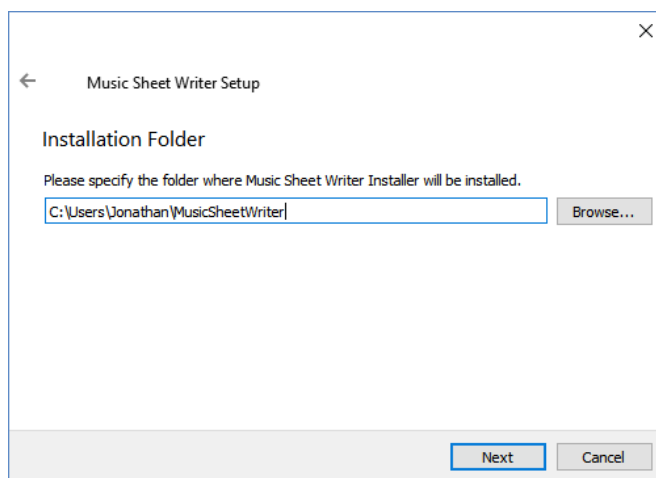 Music Sheet Writer Setup
Installation Folder
Please specify the folder where Music Sheet Writer Installer will be installed.
C:\Users\Jonathan\MusicSheetWriter
Browse...
Next
Cancel